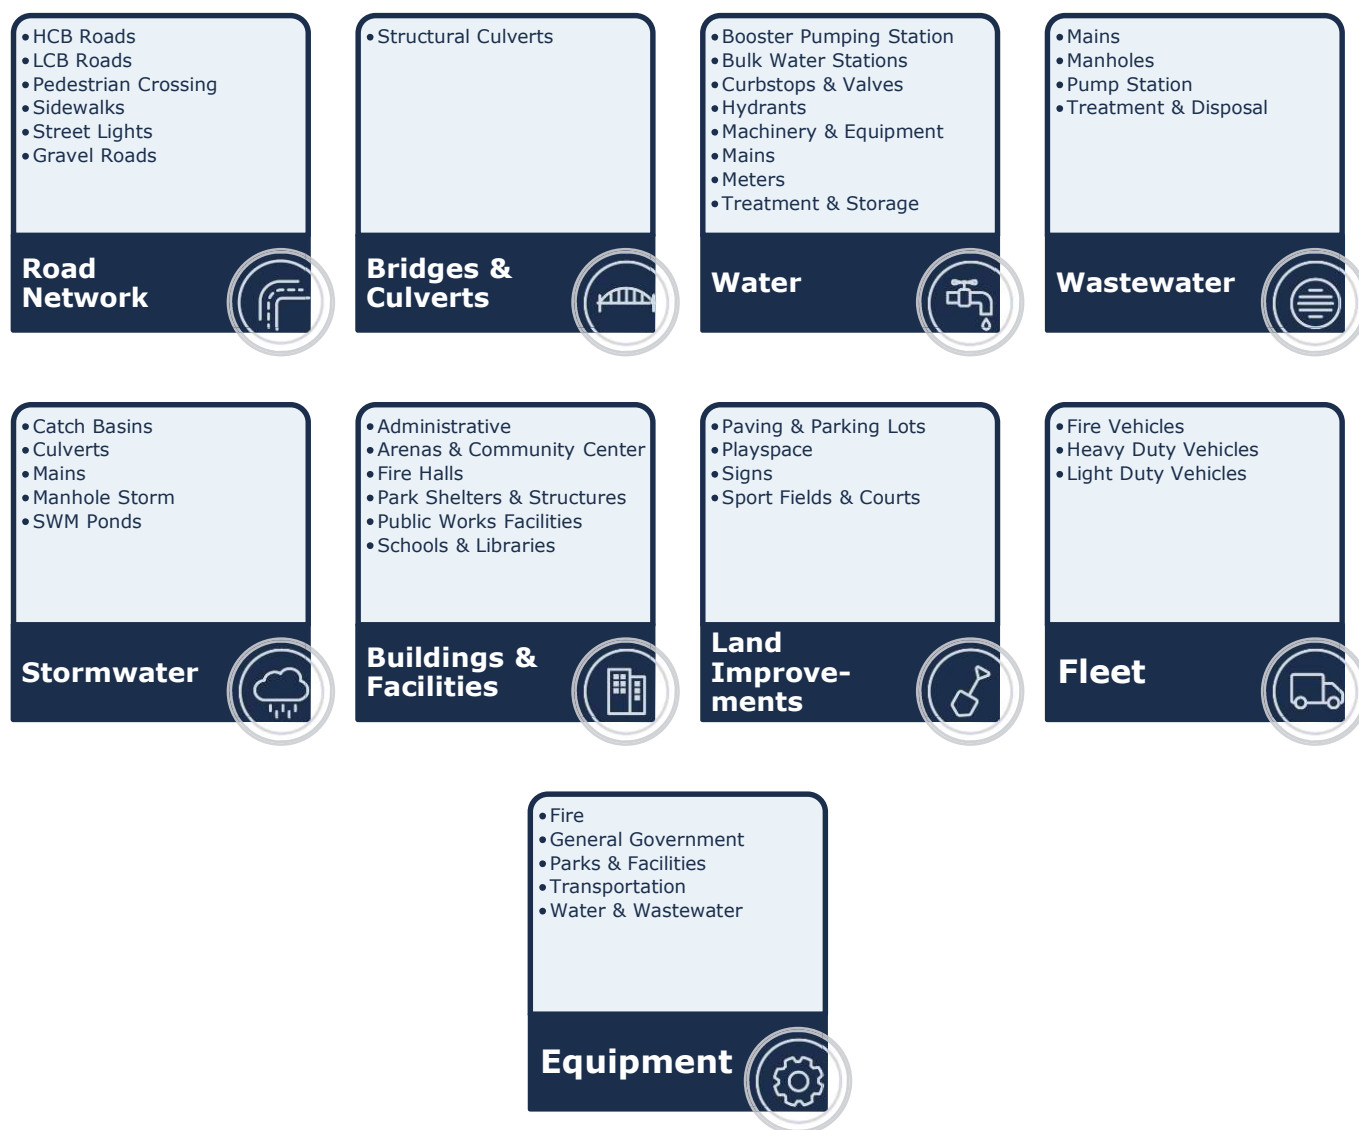 •HCB Roads
•LCB Roads
•Pedestrian Crossing
•Sidewalks
•Street Lights
•Gravel Roads
Road
Network
•Structural Culverts
Bridges &
Culverts
•Booster Pumping Station
•Bulk Water Stations
•Curbstops & Valves
•Hydrants
•Machinery & Equipment
•Mains
•Meters
•Treatment & Storage
Water
•Mains
•Manholes
•Pump Station
•Treatment & Disposal
Wastewater
•Catch Basins
•Culverts
•Mains
•Manhole Storm
•SWM Ponds
Stormwater
•Administrative
•Arenas & Community Center
•Fire Halls
•Park Shelters & Structures
•Public Works Facilities
•Schools & Libraries
Buildings &
Facilities
•Paving & Parking Lots
•Playspace
•Signs
•Sport Fields & Courts
Land
Improve-
ments
•Fire Vehicles
•Heavy Duty Vehicles
•Light Duty Vehicles
Fleet
•Fire
•General Government
•Parks & Facilities
•Transportation
•Water & Wastewater
Equipment